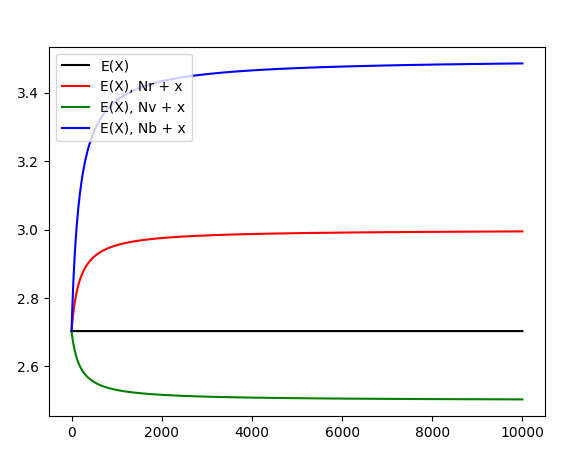 E(X)
E(X), Nr + x
E(X), Nv + x
E(X), Nb + x
3.4
3.2
3.0
2.8
2.6
0 2000 4000 6000 8000 10000